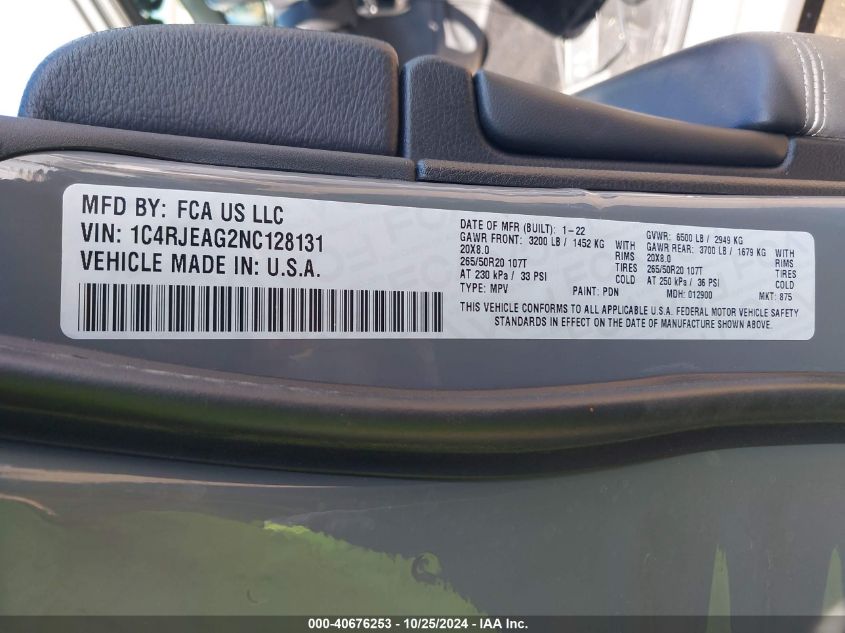 MFD BY: FCA US LLC
VIN: 1C4RJEAG2NC128131
VEHICLE MADE IN: U.S.A.
DATE OF MFR (BUILT): 1-22
GAWR FRONT: 3200 LB / 1452 KG WITH
20X8.0 RIMS
265/50R20 107T TIRES
AT 230 kPa / 33 PSI COLD
TYPE: MPV PAINT: PDN
GVWR: 6500 LB / 2949 KG
GAWR REAR: 3700 LB / 1679 KG WITH
20X8.0 RIMS
265/50R20 107T TIRES
AT 250 kPa / 36 PSI COLD
MDH: 012900 MKT: 875
THIS VEHICLE CONFORMS TO ALL APPLICABLE U.S.A. FEDERAL MOTOR VEHICLE SAFETY
STANDARDS IN EFFECT ON THE DATE OF MANUFACTURE SHOWN ABOVE.
000-40676253 - 10/25/2024 - IAA Inc.